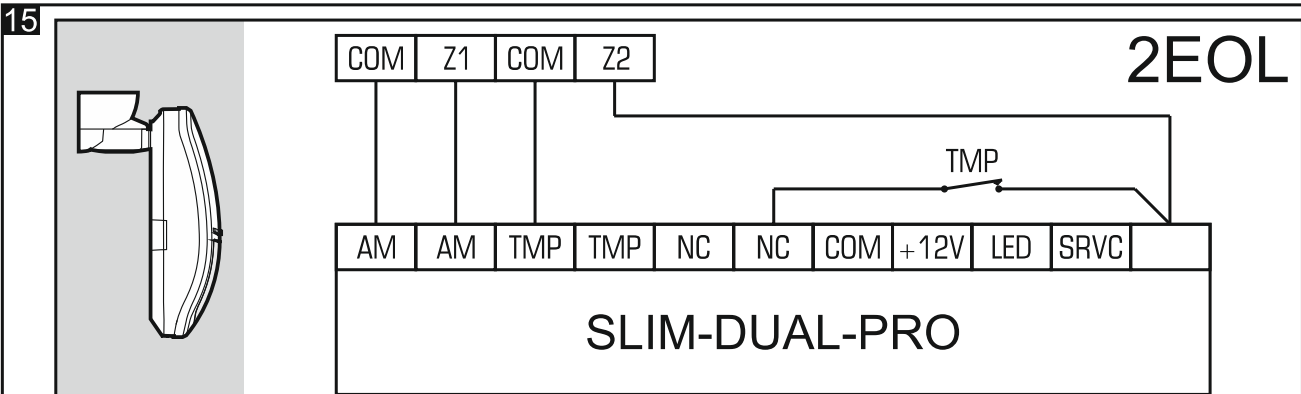 15
COM Z1 COM Z2
2EOL
TMP
AM AM TMP TMP NC NC COM +12V LED SRVC
SLIM-DUAL-PRO